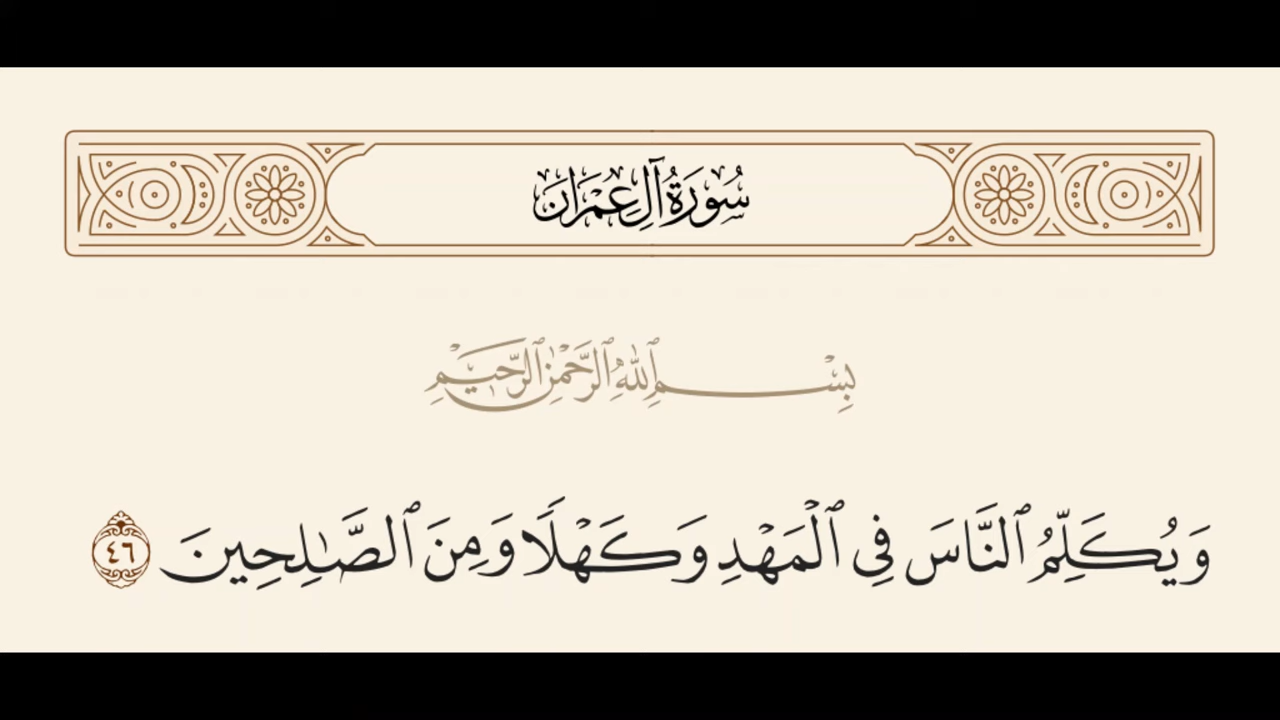 سُورَةُ آلِ عِمْرَانَ
بِسْمِ ٱللَّهِ ٱلرَّحْمَٰنِ ٱلرَّحِيمِ
وَيُكَلِّمُ ٱلنَّاسَ فِي ٱلْمَهْدِ وَكَهْلًا وَمِنَ ٱلصَّـٰلِحِينَ ٤٦